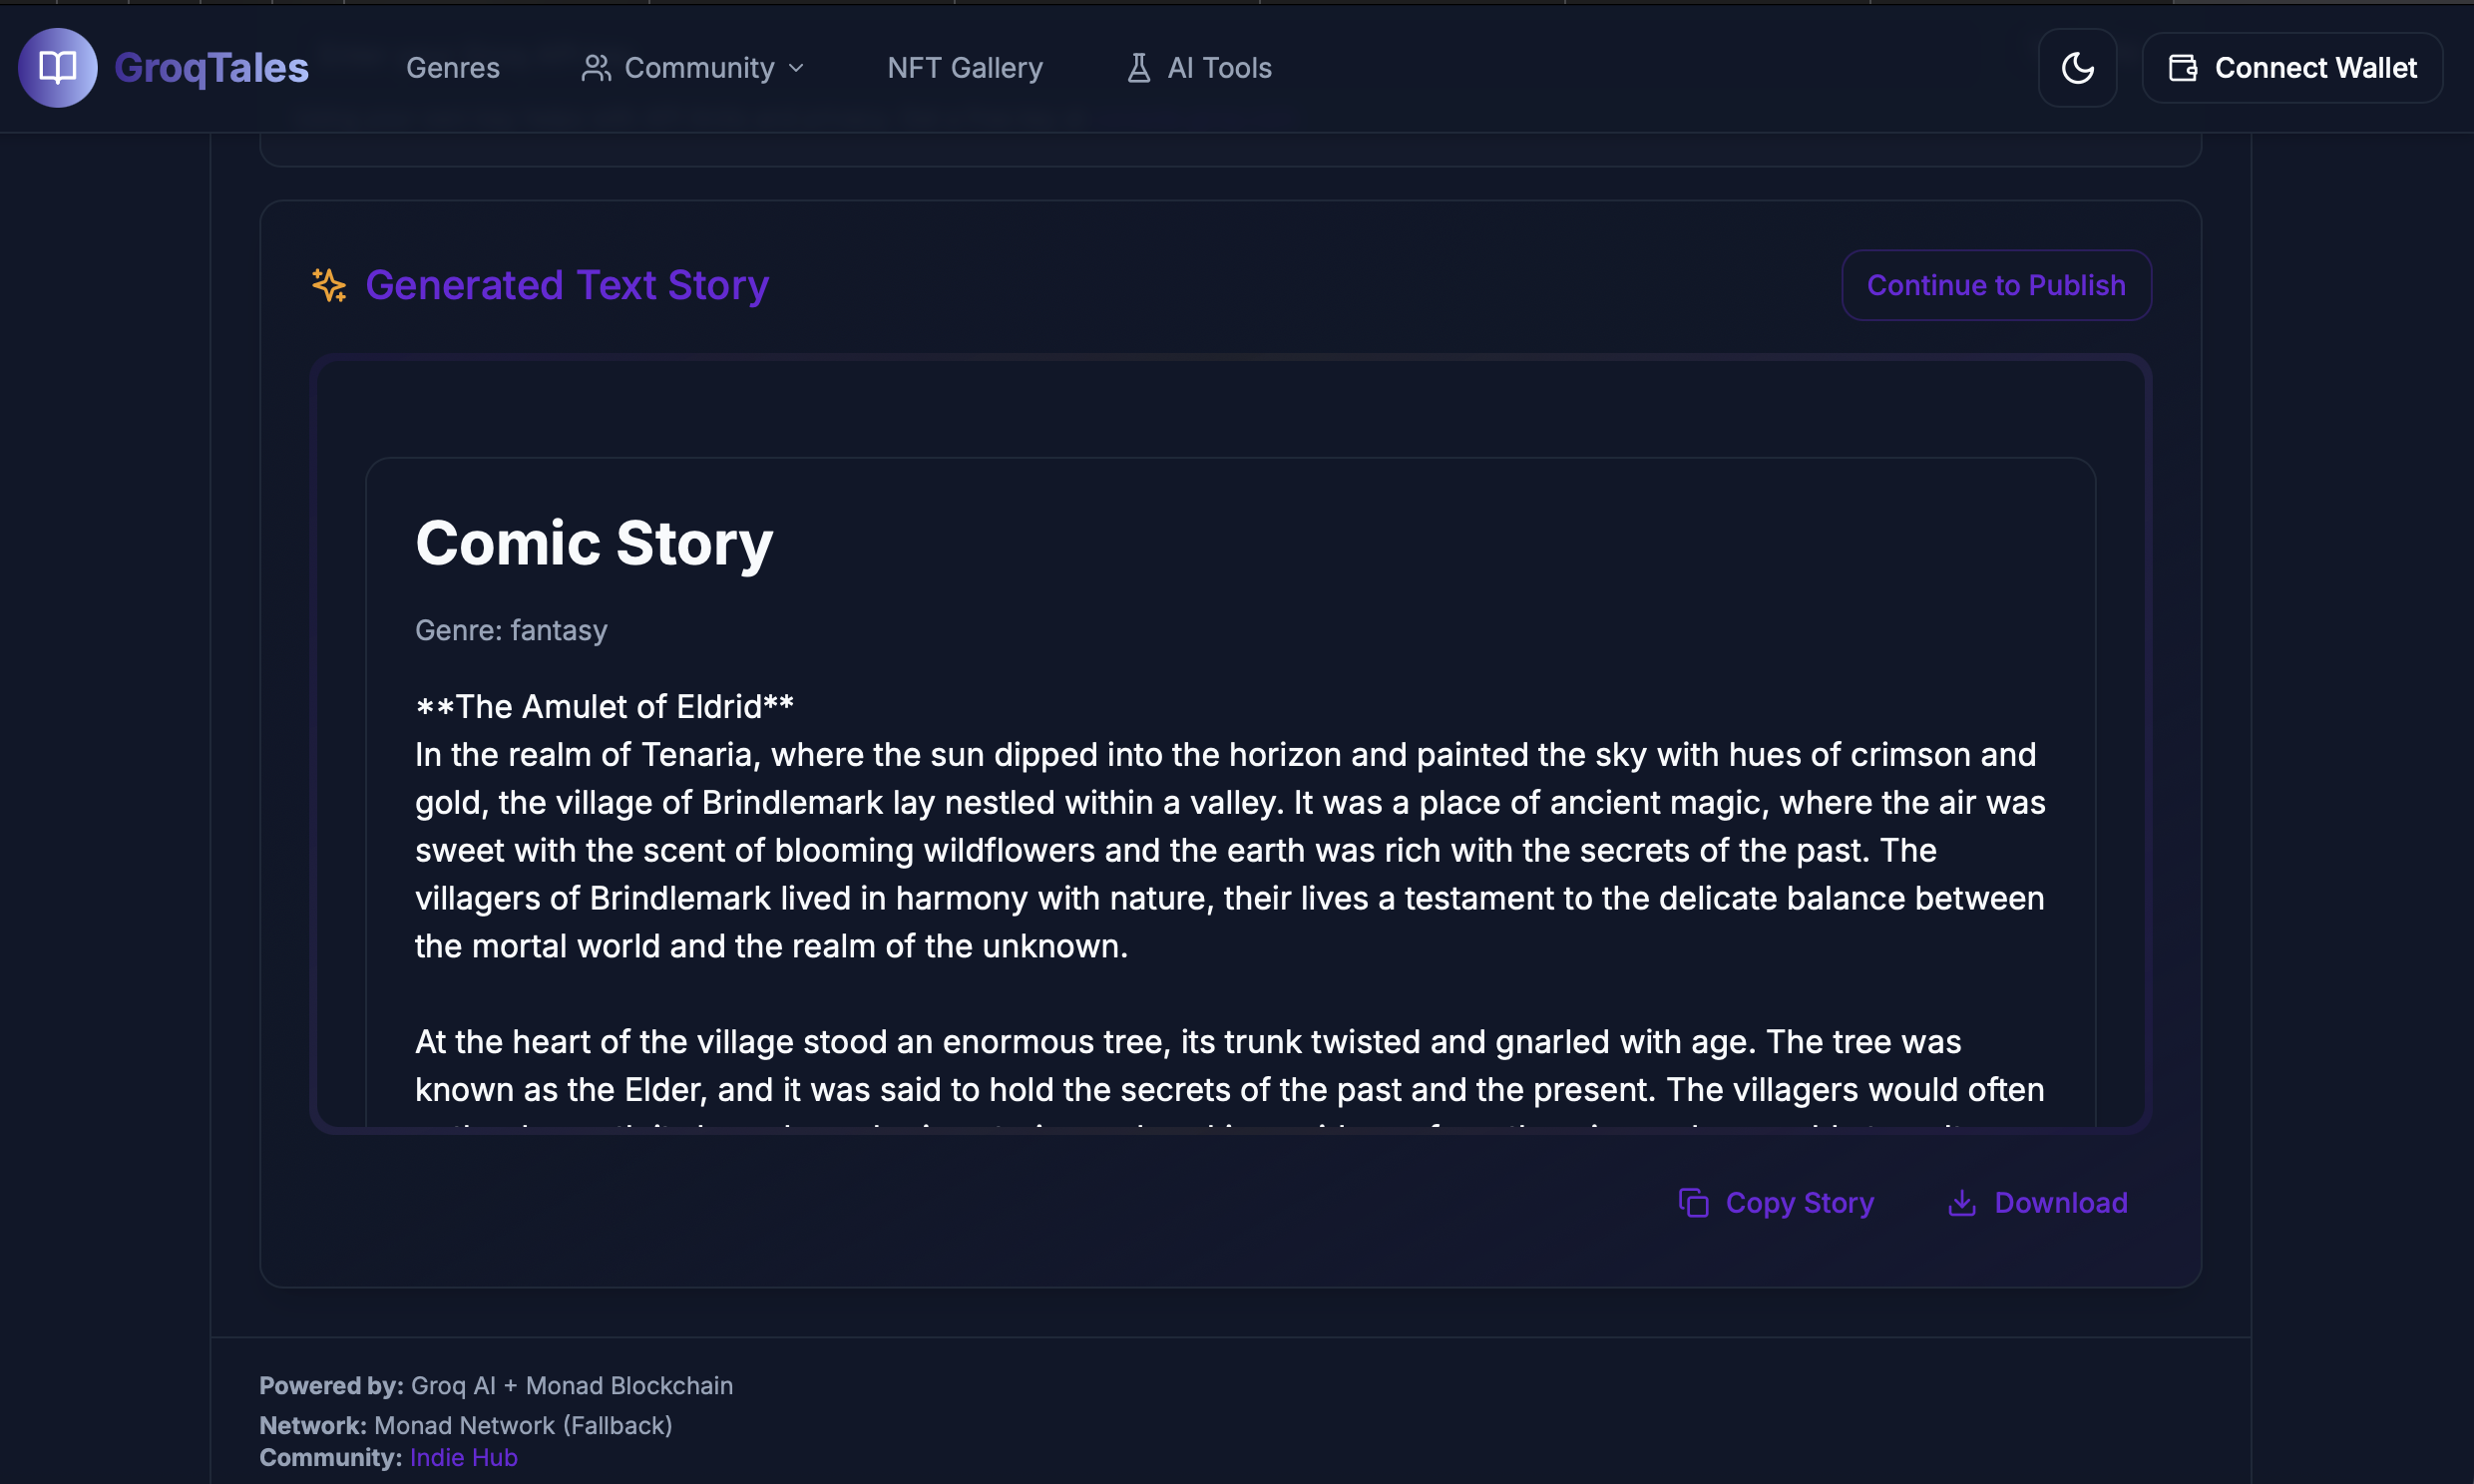 GroqTales
Genres
Community
NFT Gallery
AI Tools
Connect Wallet
Generated Text Story
Continue to Publish
Comic Story
Genre: fantasy
**The Amulet of Eldrid**
In the realm of Tenaria, where the sun dipped into the horizon and painted the sky with hues of crimson and
gold, the village of Brindlemark lay nestled within a valley. It was a place of ancient magic, where the air was
sweet with the scent of blooming wildflowers and the earth was rich with the secrets of the past. The
villagers of Brindlemark lived in harmony with nature, their lives a testament to the delicate balance between
the mortal world and the realm of the unknown.
At the heart of the village stood an enormous tree, its trunk twisted and gnarled with age. The tree was
known as the Elder, and it was said to hold the secrets of the past and the present. The villagers would often
Copy Story
Download
Powered by: Groq AI + Monad Blockchain
Network: Monad Network (Fallback)
Community: Indie Hub